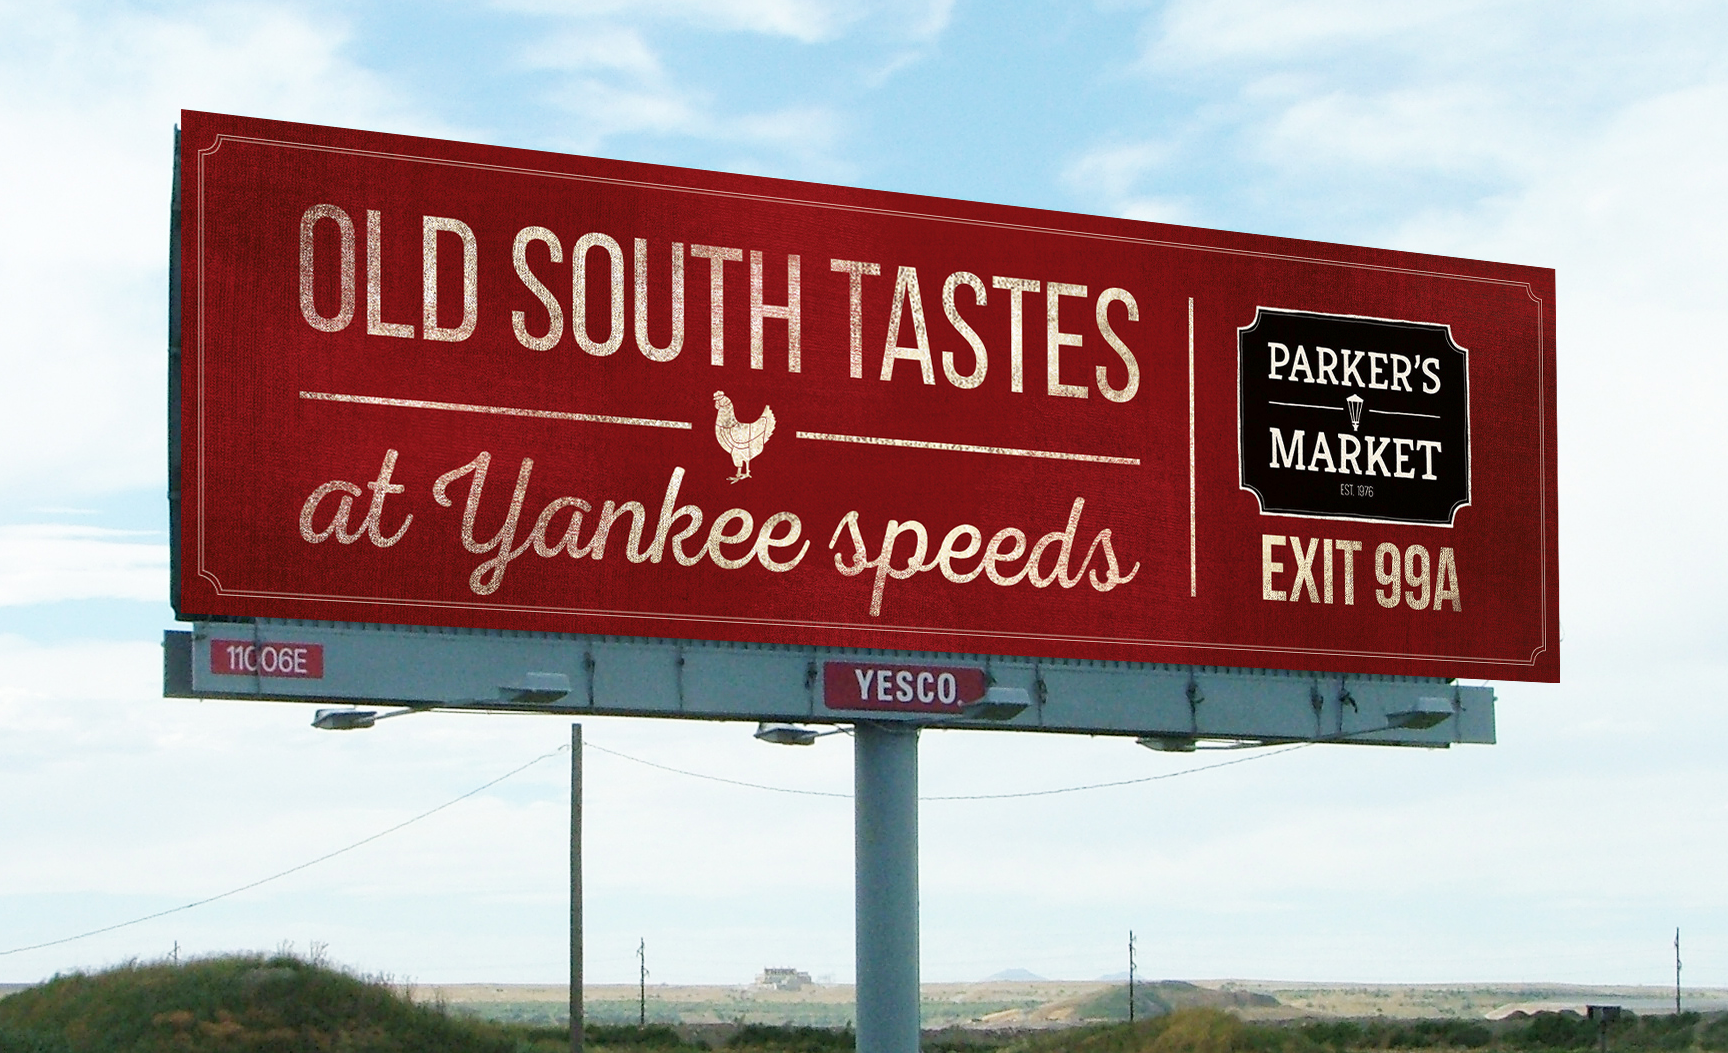 OLD SOUTH TASTES
at Yankee speeds
PARKER'S
MARKET
EST. 1976
EXIT 99A
11006E
YESCO